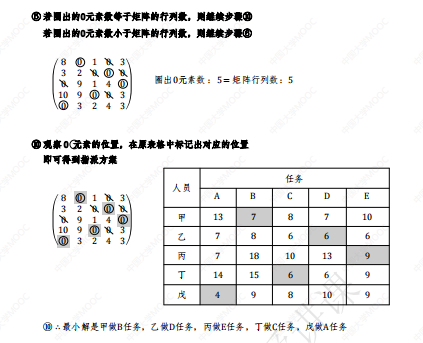 ⑮若圈出的0元素数等于矩阵的行列数，则继续步骤
若圈出的0元素数小于矩阵的行列数，则继续步骤
8 0 1 0 3
3 2 0 0 0
0 9 1 4 0
10 9 0 0 3
0 3 2 4 3
圈出0元素数：5=矩阵行列数：5
观察0元素的位置，在原表格中标记出对应的位置
即可得到指派方案
8 0 1 0 3
3 2 0 0 0
0 9 1 4 0
10 9 0 0 3
0 3 2 4 3
人员 任务
A B C D E
甲 13 7 8 7 10
乙 7 8 6 6 6
丙 7 18 10 13 9
丁 14 15 6 6 9
戊 4 9 8 10 9
∴最小解是甲做B任务，乙做D任务，丙做E任务，丁做C任务，戊做A任务